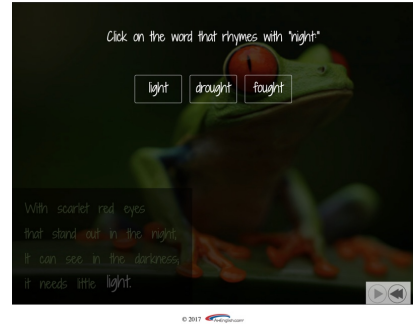 Click on the word that rhymes with "night."
light drought fought
With scarlet red eyes
that stand out in the night,
it can see in the darkness;
it needs little light.
© 2017